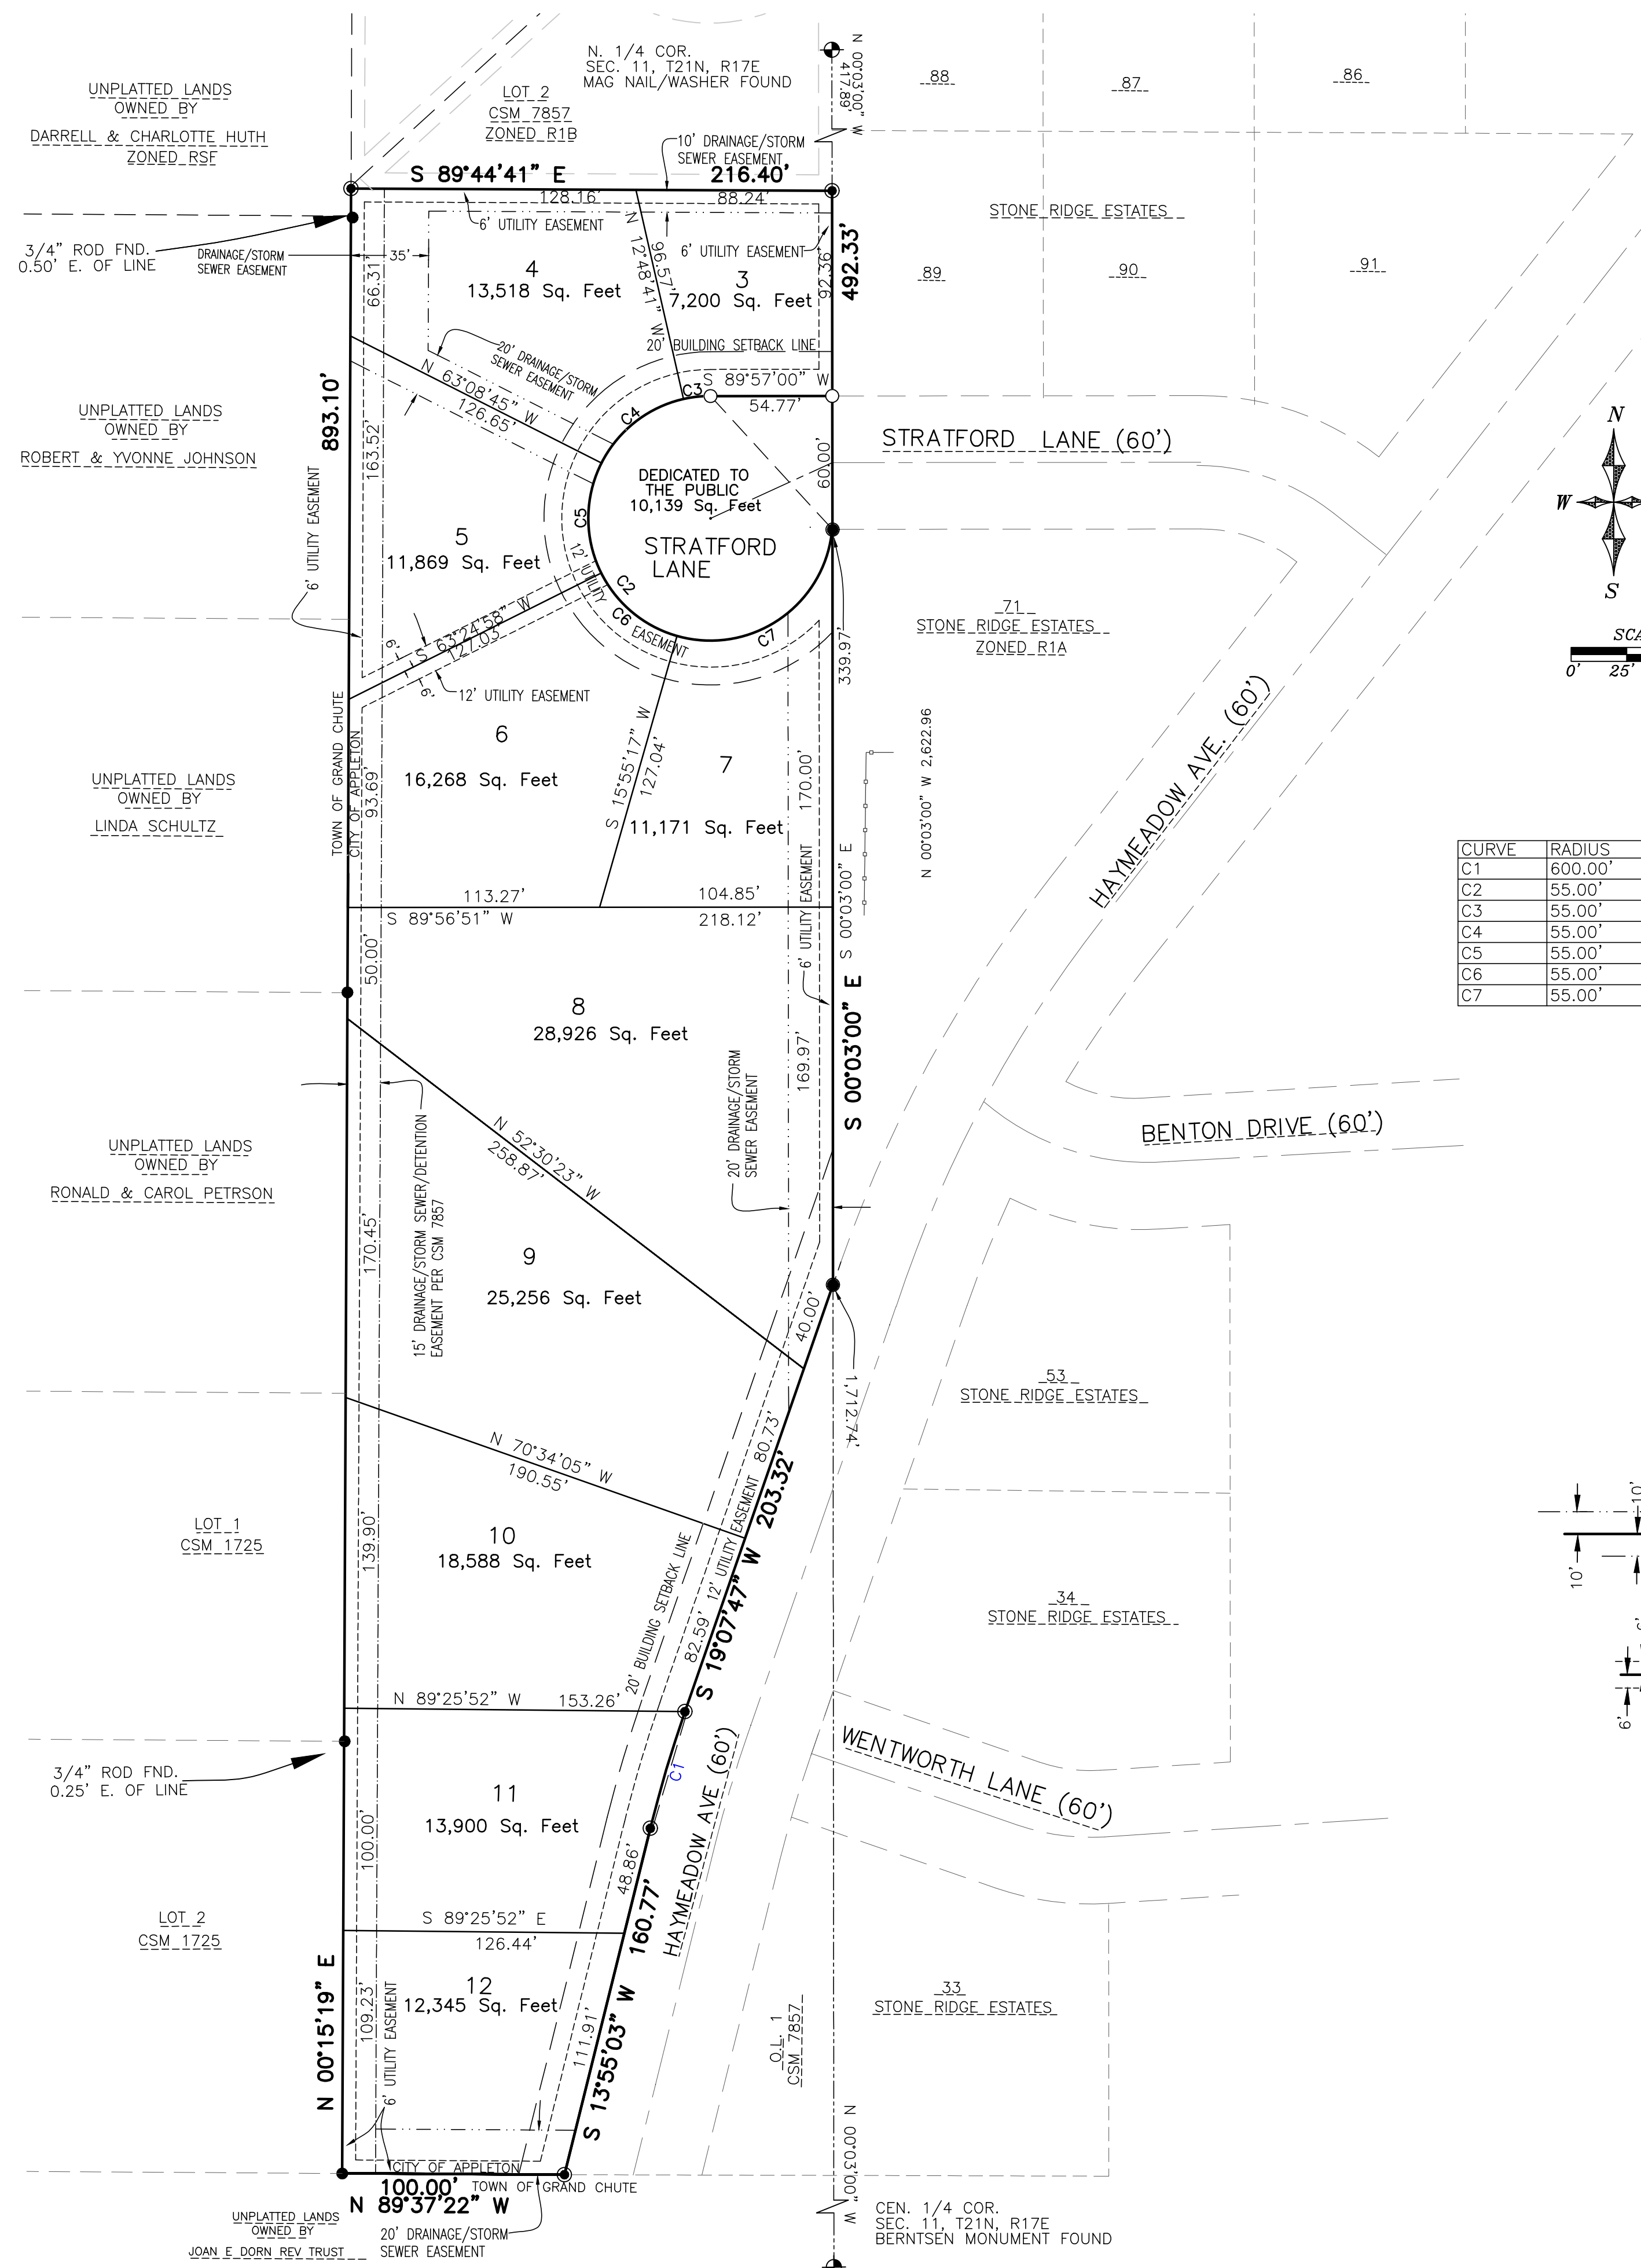 N. 1/4 COR.
SEC. 11, T21N, R17E
MAG NAIL/WASHER FOUND
N 00°03'00" W
417.89'
88
87
86
UNPLATTED LANDS
OWNED BY
DARRELL & CHARLOTTE HUTH
ZONED RSF
LOT 2
CSM 7857
ZONED R1B
10' DRAINAGE/STORM
SEWER EASEMENT
S 89°44'41" E
216.40'
128.16'
88.24'
6' UTILITY EASEMENT
6' UTILITY EASEMENT
STONE RIDGE ESTATES
89
90
91
3/4" ROD FND.
0.50' E. OF LINE
DRAINAGE/STORM
SEWER EASEMENT
35'
66.31'
4
13,518 Sq. Feet
N 12°48'41" W
96.57'
3
7,200 Sq. Feet
92.36'
492.33'
20' BUILDING SETBACK LINE
20' DRAINAGE/STORM
SEWER EASEMENT
N 63°08'45" W
126.65'
S 89°57'00" W
54.77'
C3
C4
893.10'
163.52'
UNPLATTED LANDS
OWNED BY
ROBERT & YVONNE JOHNSON
STRATFORD LANE (60')
60.00'
DEDICATED TO
THE PUBLIC
10,139 Sq. Feet
STRATFORD
LANE
C5
C2
C6
C7
12' UTILITY
EASEMENT
N
W
S
SCA
0'
25'
6' UTILITY EASEMENT
5
11,869 Sq. Feet
S 63°24'58" W
127.03'
6'
6'
12' UTILITY EASEMENT
71
STONE RIDGE ESTATES
ZONED R1A
339.97'
TOWN OF GRAND CHUTE
CITY OF APPLETON
93.69'
6
16,268 Sq. Feet
S 15°55'17" W
127.04'
7
11,171 Sq. Feet
170.00'
N 00°03'00" W 2,622.96
HAYMEADOW AVE. (60')
UNPLATTED LANDS
OWNED BY
LINDA SCHULTZ
CURVE RADIUS
C1 600.00'
C2 55.00'
C3 55.00'
C4 55.00'
C5 55.00'
C6 55.00'
C7 55.00'
113.27'
104.85'
S 89°56'51" W
218.12'
6' UTILITY EASEMENT
S 00°03'00" E
S 00°03'00" E
50.00'
8
28,926 Sq. Feet
169.97'
20' DRAINAGE/STORM
SEWER EASEMENT
BENTON DRIVE (60')
N 52°30'23" W
258.87'
UNPLATTED LANDS
OWNED BY
RONALD & CAROL PETRSON
170.45'
15' DRAINAGE/STORM SEWER/DETENTION
EASEMENT PER CSM 7857
9
25,256 Sq. Feet
40.00'
1,712.74'
53
STONE RIDGE ESTATES
80.73'
203.32'
N 70°34'05" W
190.55'
LOT 1
CSM 1725
139.90'
10
18,588 Sq. Feet
20' BUILDING SETBACK LINE
12' UTILITY EASEMENT
82.59'
S 19°07'47" W
34
STONE RIDGE ESTATES
10'
10'
6'
6'
N 89°25'52" W
153.26'
3/4" ROD FND.
0.25' E. OF LINE
C1
HAYMEADOW AVE (60')
WENTWORTH LANE (60')
11
13,900 Sq. Feet
100.00'
48.86'
160.77'
S 89°25'52" E
126.44'
LOT 2
CSM 1725
12
12,345 Sq. Feet
109.23'
6' UTILITY EASEMENT
N 00°15'19" E
111.91'
S 13°55'03" W
O.L. 1
CSM 7857
33
STONE RIDGE ESTATES
N 00°03'00" W
CITY OF APPLETON
100.00'
TOWN OF GRAND CHUTE
N 89°37'22" W
UNPLATTED LANDS
OWNED BY
JOAN E DORN REV TRUST
20' DRAINAGE/STORM
SEWER EASEMENT
CEN. 1/4 COR.
SEC. 11, T21N, R17E
BERNTSEN MONUMENT FOUND